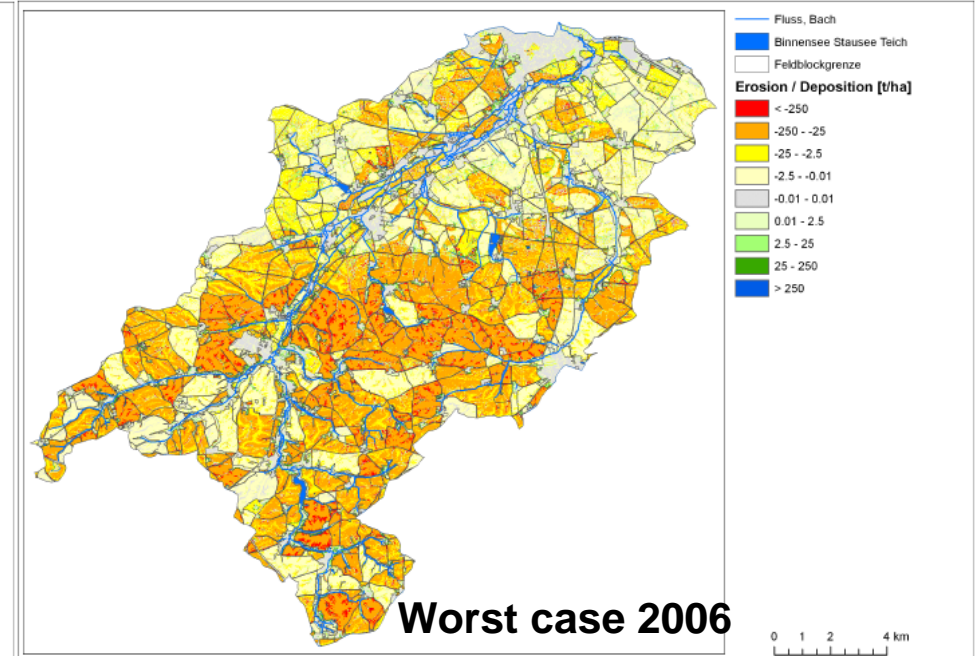 Fluss, Bach
Binnensee Stausee Teich
Feldblockgrenze
Erosion / Deposition [t/ha]
< -250
-250 - -25
-25 - -2.5
-2.5 - -0.01
-0.01 - 0.01
0.01 - 2.5
2.5 - 25
25 - 250
> 250
Worst case 2006
0 1 2 4 km